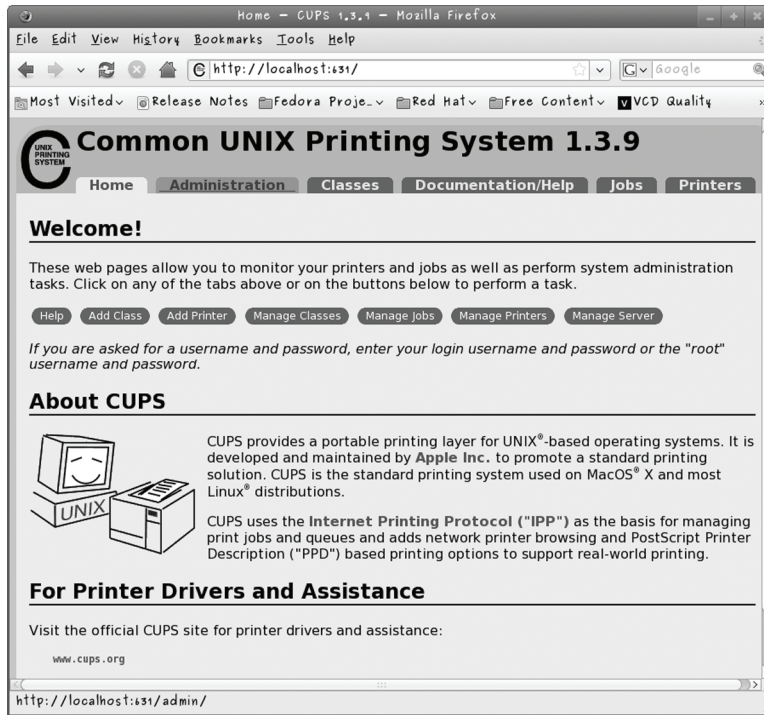 Home – CUPS 1.3.9 – Mozilla Firefox
File Edit View History Bookmarks Tools Help
http://localhost:631/ G Google
Most Visited Release Notes Fedora Proje… Red Hat Free Content V VCD Quality »
UNIX PRINTING SYSTEM
Common UNIX Printing System 1.3.9
Home Administration Classes Documentation/Help Jobs Printers
Welcome!
These web pages allow you to monitor your printers and jobs as well as perform system administration
tasks. Click on any of the tabs above or on the buttons below to perform a task.
Help Add Class Add Printer Manage Classes Manage Jobs Manage Printers Manage Server
If you are asked for a username and password, enter your login username and password or the "root"
username and password.
About CUPS
CUPS provides a portable printing layer for UNIX®-based operating systems. It is
developed and maintained by Apple Inc. to promote a standard printing
solution. CUPS is the standard printing system used on MacOS® X and most
Linux® distributions.
UNIX
CUPS uses the Internet Printing Protocol ("IPP") as the basis for managing
print jobs and queues and adds network printer browsing and PostScript Printer
Description ("PPD") based printing options to support real-world printing.
For Printer Drivers and Assistance
Visit the official CUPS site for printer drivers and assistance:
www.cups.org
http://localhost:631/admin/